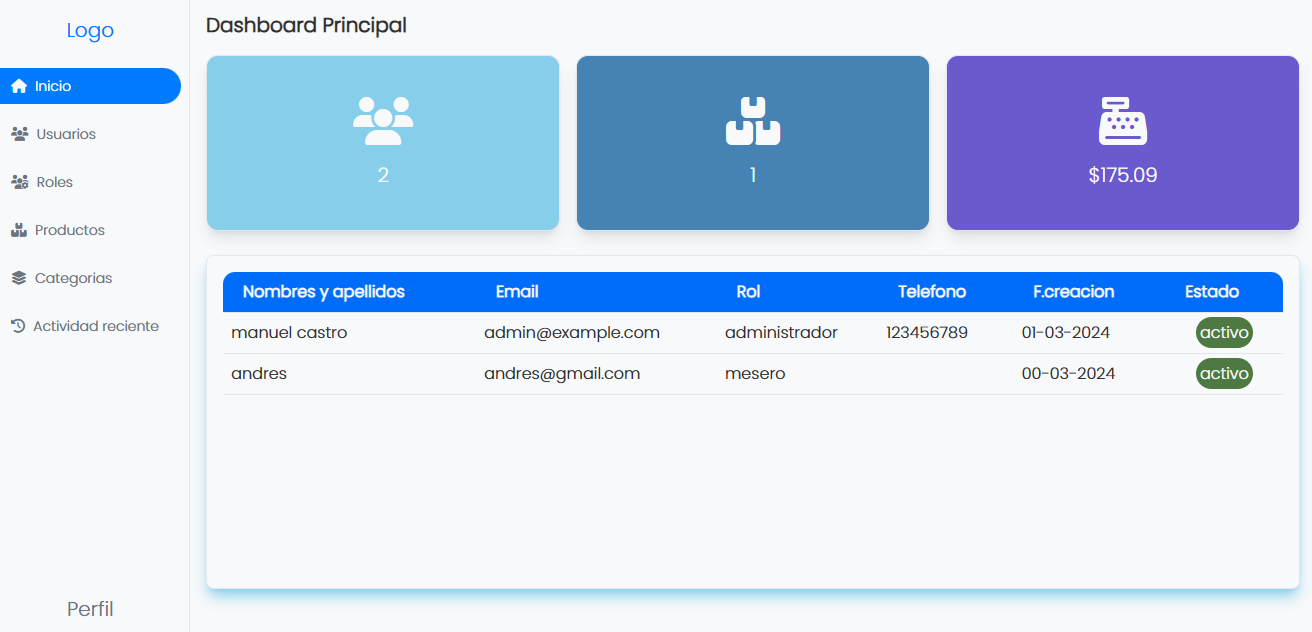 Logo
Inicio
Usuarios
Roles
Productos
Categorias
Actividad reciente
Perfil
Dashboard Principal
2
1
$175.09
Nombres y apellidos Email Rol Telefono F.creacion Estado
manuel castro admin@example.com administrador 123456789 01-03-2024 activo
andres andres@gmail.com mesero 00-03-2024 activo